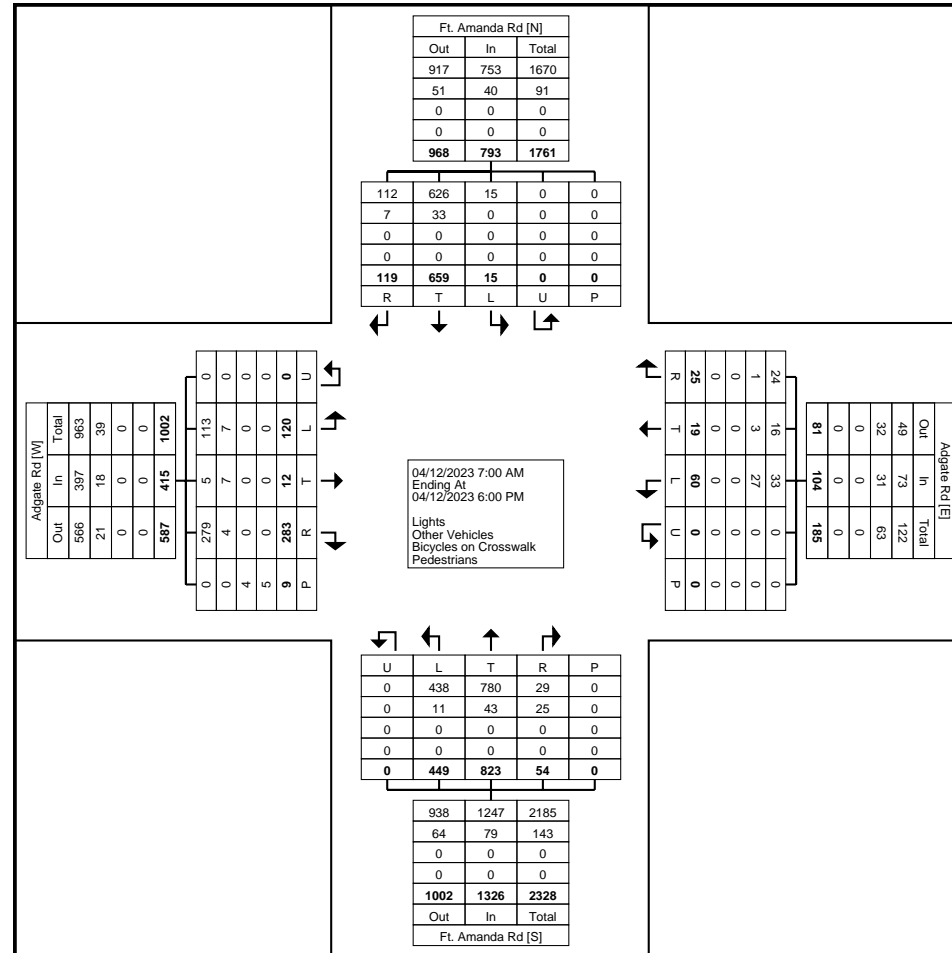 Ft. Amanda Rd [N]
Out In Total
917 753 1670
51 40 91
0 0 0
0 0 0
968 793 1761
112 626 15 0 0
7 33 0 0 0
0 0 0 0 0
0 0 0 0 0
119 659 15 0 0
R T L U P
Adgate Rd [W]
Total In Out
963 397 566
39 18 21
0 0 0
0 0 0
1002 415 587
0 113 5 279 0
0 7 7 4 0
0 0 0 0 4
0 0 0 0 5
0 120 12 283 9
U L T R P
04/12/2023 7:00 AM
Ending At
04/12/2023 6:00 PM
Lights
Other Vehicles
Bicycles on Crosswalk
Pedestrians
R T L U P
25 19 60 0 0
0 0 0 0 0
0 0 0 0 0
1 3 27 0 0
24 16 33 0 0
81 104 185
0 0 0
0 0 0
32 31 63
49 73 122
Out In Total
Adgate Rd [E]
U L T R P
0 438 780 29 0
0 11 43 25 0
0 0 0 0 0
0 0 0 0 0
0 449 823 54 0
938 1247 2185
64 79 143
0 0 0
0 0 0
1002 1326 2328
Out In Total
Ft. Amanda Rd [S]